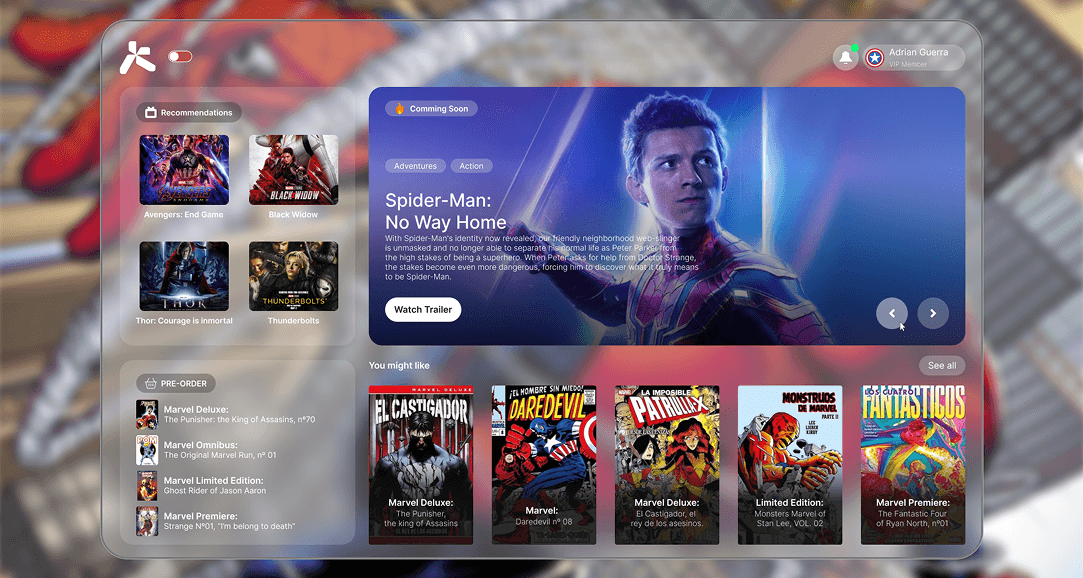 Adrian Guerra
VIP Member
Recommendations
AVENGERS
ENDGAME
Avengers: End Game
BLACK WIDOW
Black Widow
THOR
Thor: Courage is inmortal
THUNDERBOLTS*
Thunderbolts
Comming Soon
Adventures
Action
Spider-Man:
No Way Home
With Spider-Man's identity now revealed, our friendly neighborhood web-slinger
is unmasked and no longer able to separate his normal life as Peter Parker from
the high stakes of being a superhero. When Peter asks for help from Doctor Strange,
the stakes become even more dangerous, forcing him to discover what it truly means
to be Spider-Man.
Watch Trailer
PRE-ORDER
Marvel Deluxe:
The Punisher: the King of Assasins, nº70
Marvel Omnibus:
The Original Marvel Run, nº 01
Marvel Limited Edition:
Ghost Rider of Jason Aaron
Marvel Premiere:
Strange Nº01, "I'm belong to death"
You might like
See all
MARVEL DELUXE
EL CASTIGADOR
Marvel Deluxe:
The Punisher,
the king of Assasins
¡EL HOMBRE SIN MIEDO!
DAREDEVIL
Marvel:
Daredevil nº 08
LA IMPOSIBLE
PATRULLA-X
Marvel Deluxe:
El Castigador, el
rey de los asesinos.
MONSTRUOS
DE MARVEL
PARTE II
STAN
LEE
LIEBER
KIRBY
Limited Edition:
Monsters Marvel of
Stan Lee, VOL. 02
LOS CUATRO
FANTÁSTICOS
Marvel Premiere:
The Fantastic Four
of Ryan North, nº01